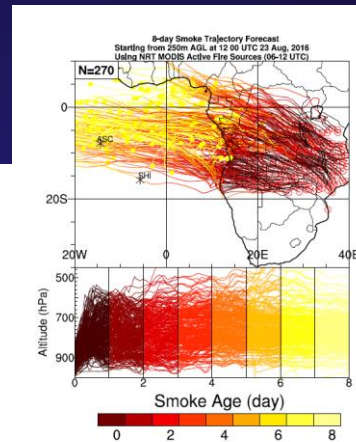 8-day Smoke Trajectory Forecast
Starting from 250m AGL at 12 00 UTC 23 Aug, 2016
Using NRT MODIS Active Fire Sources (06-12 UTC)
N=270
0
ASC
SHI
20S
20W 0 20E 40E
500
700
900
Altitude (hPa)
0 2 4 6 8
Smoke Age (day)
0 2 4 6 8